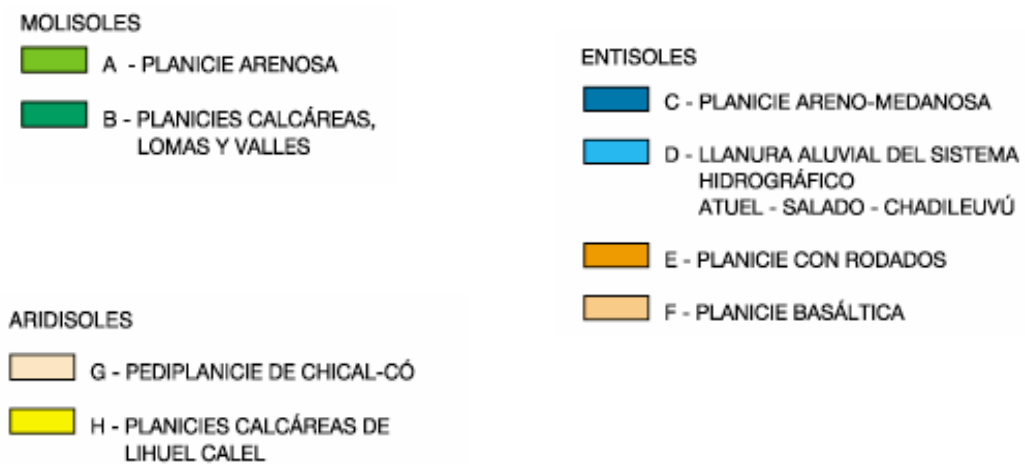 MOLISOLES
A - PLANICIE ARENOSA
B - PLANICIES CALCÁREAS,
LOMAS Y VALLES
ENTISOLES
C - PLANICIE ARENO-MEDANOSA
D - LLANURA ALUVIAL DEL SISTEMA
HIDROGRÁFICO
ATUEL - SALADO - CHADILEUVÚ
E - PLANICIE CON RODADOS
F - PLANICIE BASÁLTICA
ARIDISOLES
G - PEDIPLANICIE DE CHICAL-CÓ
H - PLANICIES CALCÁREAS DE
LIHUEL CALEL